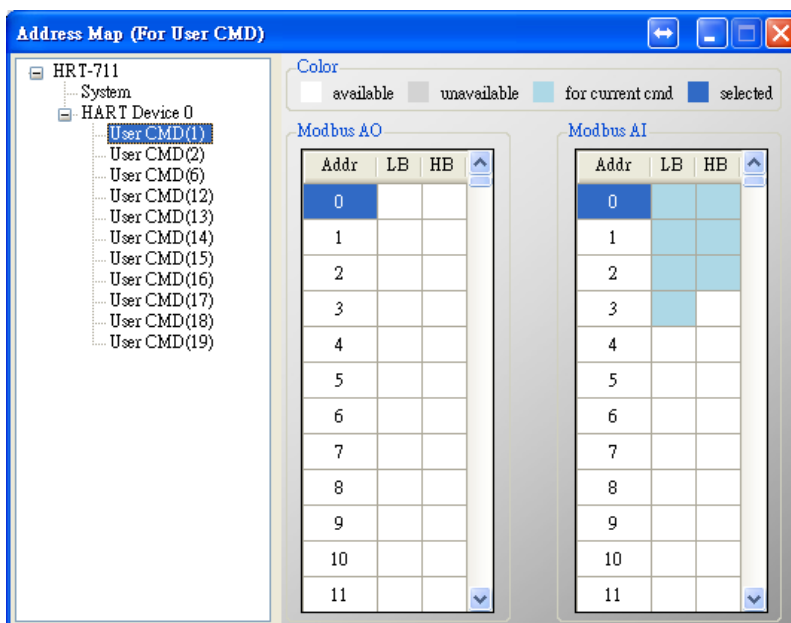 Address Map (For User CMD)
HRT-711
System
HART Device 0
User CMD(1)
User CMD(2)
User CMD(6)
User CMD(12)
User CMD(13)
User CMD(14)
User CMD(15)
User CMD(16)
User CMD(17)
User CMD(18)
User CMD(19)
Color
available unavailable for current cmd selected
Modbus AO
Addr LB HB
0
1
2
3
4
5
6
7
8
9
10
11
Modbus AI
Addr LB HB
0
1
2
3
4
5
6
7
8
9
10
11